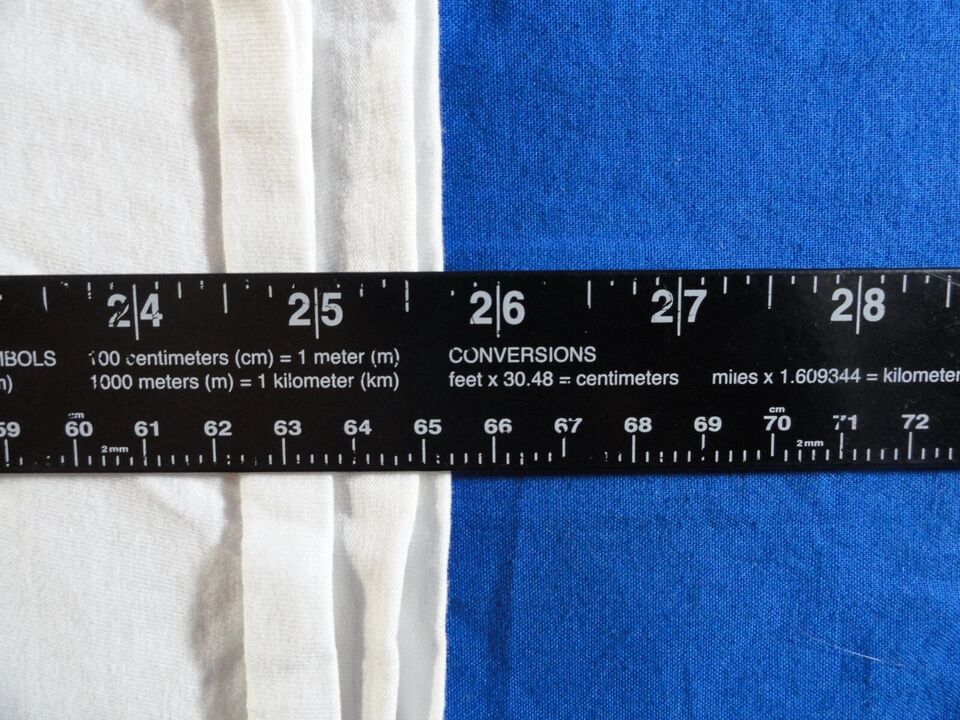 24 25 26 27 28
MBOLS 100 centimeters (cm) = 1 meter (m) CONVERSIONS
m) 1000 meters (m) = 1 kilometer (km) feet x 30.48 = centimeters miles x 1.609344 = kilometer
cm cm
59 60 61 62 63 64 65 66 67 68 69 70 71 72
2mm 2mm